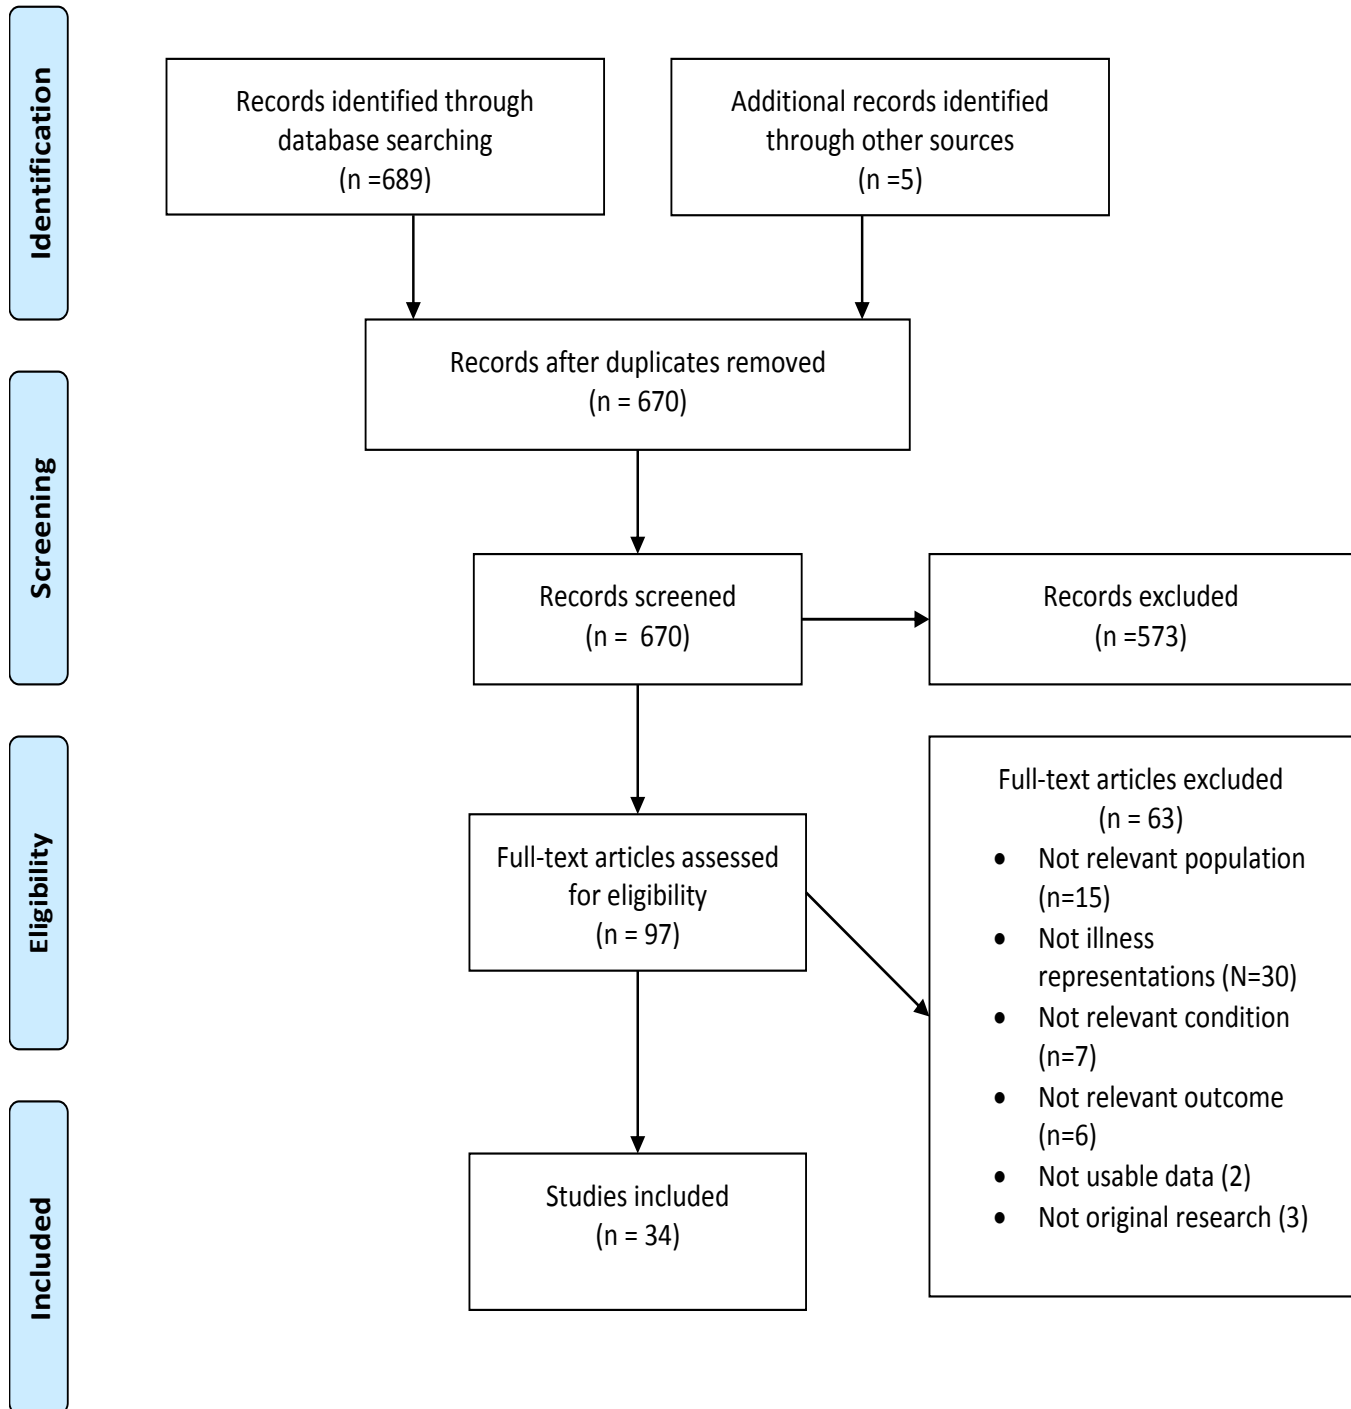 Identification
Records identified through
database searching
(n =689)
Additional records identified
through other sources
(n =5)
Records after duplicates removed
(n = 670)
Screening
Records screened
(n =  670)
Records excluded
(n =573)
Eligibility
Full-text articles assessed
for eligibility
(n = 97)
Full-text articles excluded
(n = 63)
• Not relevant population
(n=15)
• Not illness
representations (N=30)
• Not relevant condition
(n=7)
• Not relevant outcome
(n=6)
• Not usable data (2)
• Not original research (3)
Included
Studies included
(n = 34)